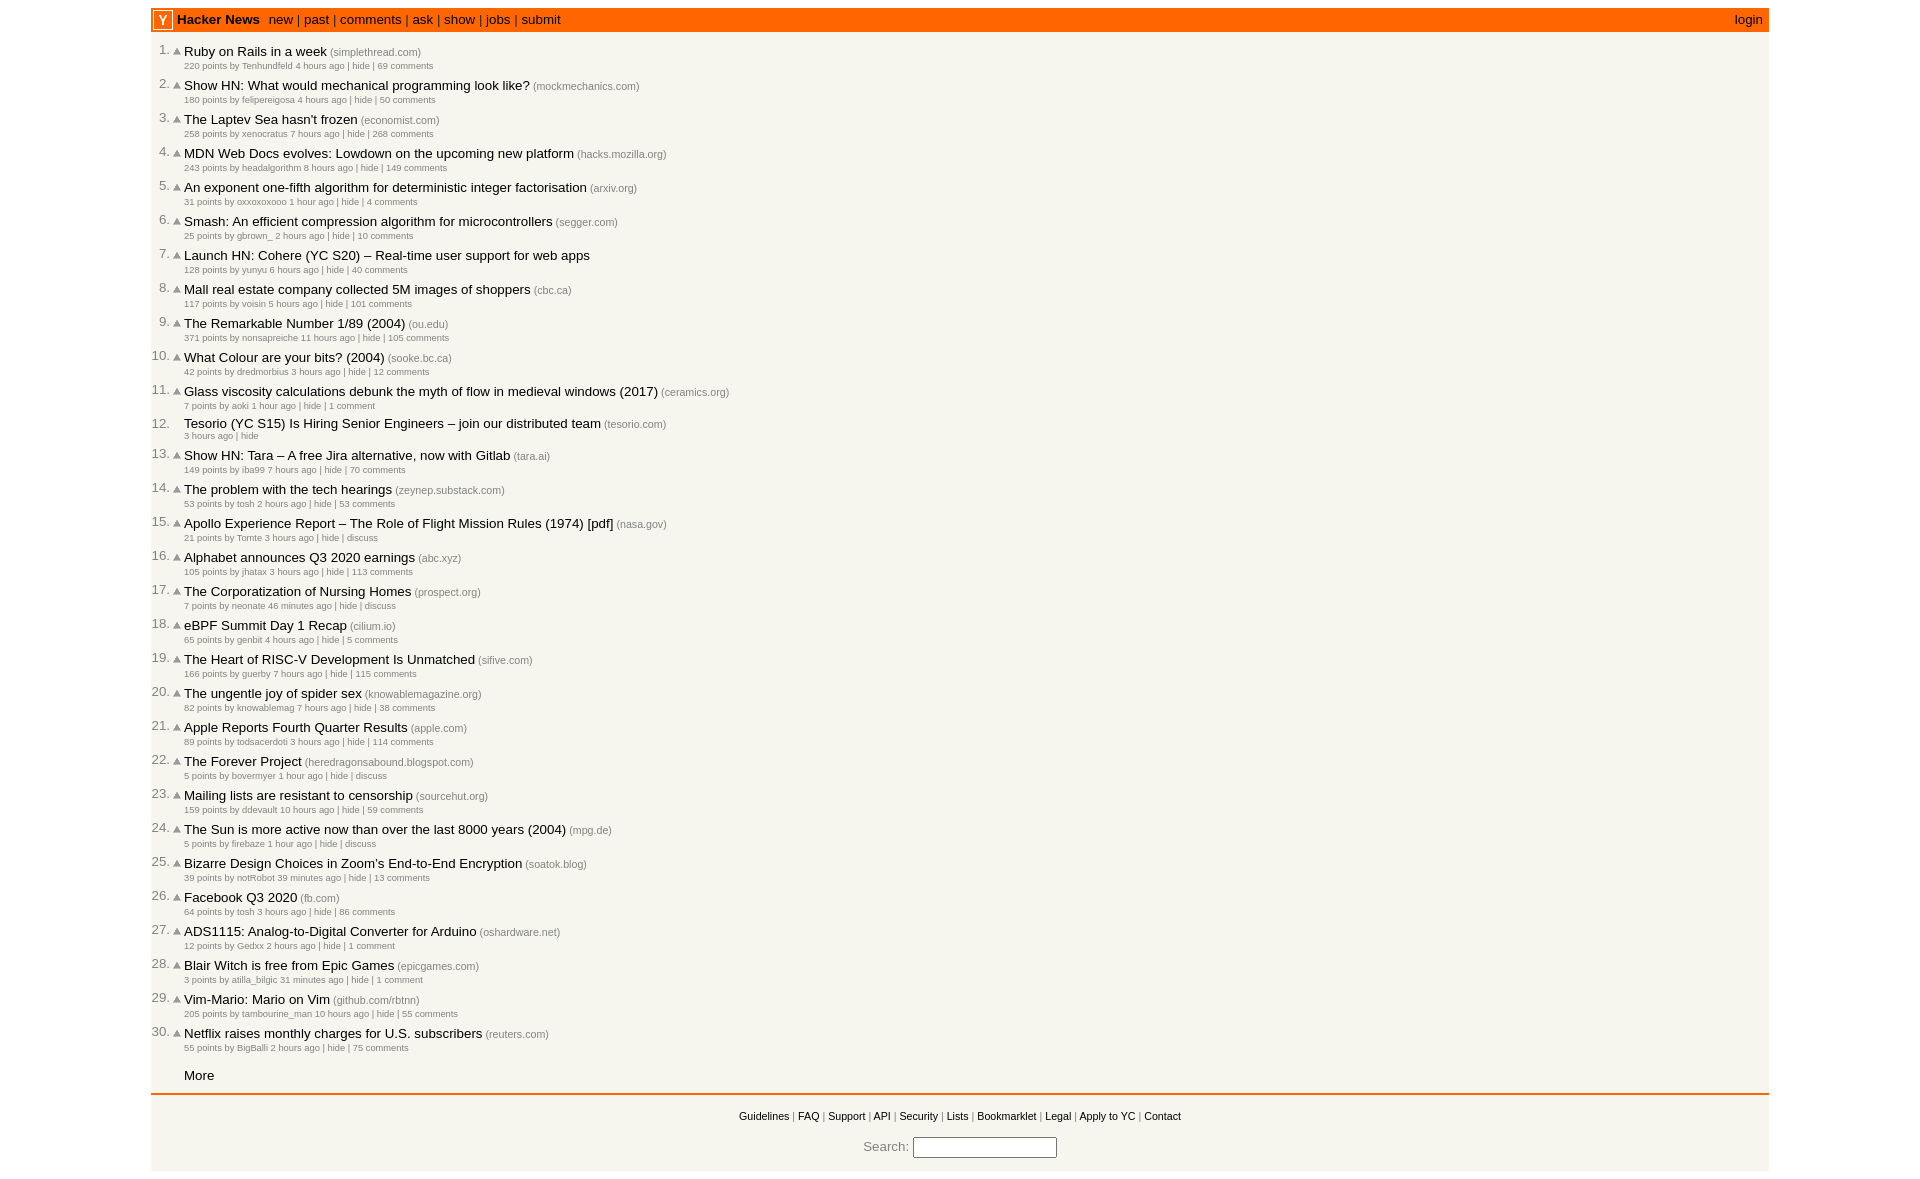 Y Hacker News new | past | comments | ask | show | jobs | submit login
1. Ruby on Rails in a week (simplethread.com)
220 points by Tenhundfeld 4 hours ago | hide | 69 comments
2. Show HN: What would mechanical programming look like? (mockmechanics.com)
180 points by felipereigosa 4 hours ago | hide | 50 comments
3. The Laptev Sea hasn't frozen (economist.com)
258 points by xenocratus 7 hours ago | hide | 268 comments
4. MDN Web Docs evolves: Lowdown on the upcoming new platform (hacks.mozilla.org)
243 points by headalgorithm 8 hours ago | hide | 149 comments
5. An exponent one-fifth algorithm for deterministic integer factorisation (arxiv.org)
31 points by oxxoxoxooo 1 hour ago | hide | 4 comments
6. Smash: An efficient compression algorithm for microcontrollers (segger.com)
25 points by gbrown_ 2 hours ago | hide | 10 comments
7. Launch HN: Cohere (YC S20) – Real-time user support for web apps
128 points by yunyu 6 hours ago | hide | 40 comments
8. Mall real estate company collected 5M images of shoppers (cbc.ca)
117 points by voisin 5 hours ago | hide | 101 comments
9. The Remarkable Number 1/89 (2004) (ou.edu)
371 points by nonsapreiche 11 hours ago | hide | 105 comments
10. What Colour are your bits? (2004) (sooke.bc.ca)
42 points by dredmorbius 3 hours ago | hide | 12 comments
11. Glass viscosity calculations debunk the myth of flow in medieval windows (2017) (ceramics.org)
7 points by aoki 1 hour ago | hide | 1 comment
12. Tesorio (YC S15) Is Hiring Senior Engineers – join our distributed team (tesorio.com)
3 hours ago | hide
13. Show HN: Tara – A free Jira alternative, now with Gitlab (tara.ai)
149 points by iba99 7 hours ago | hide | 70 comments
14. The problem with the tech hearings (zeynep.substack.com)
53 points by tosh 2 hours ago | hide | 53 comments
15. Apollo Experience Report – The Role of Flight Mission Rules (1974) [pdf] (nasa.gov)
21 points by Tomte 3 hours ago | hide | discuss
16. Alphabet announces Q3 2020 earnings (abc.xyz)
105 points by jhatax 3 hours ago | hide | 113 comments
17. The Corporatization of Nursing Homes (prospect.org)
7 points by neonate 46 minutes ago | hide | discuss
18. eBPF Summit Day 1 Recap (cilium.io)
65 points by genbit 4 hours ago | hide | 5 comments
19. The Heart of RISC-V Development Is Unmatched (sifive.com)
166 points by guerby 7 hours ago | hide | 115 comments
20. The ungentle joy of spider sex (knowablemagazine.org)
82 points by knowablemag 7 hours ago | hide | 38 comments
21. Apple Reports Fourth Quarter Results (apple.com)
89 points by todsacerdoti 3 hours ago | hide | 114 comments
22. The Forever Project (heredragonsabound.blogspot.com)
5 points by bovermyer 1 hour ago | hide | discuss
23. Mailing lists are resistant to censorship (sourcehut.org)
159 points by ddevault 10 hours ago | hide | 59 comments
24. The Sun is more active now than over the last 8000 years (2004) (mpg.de)
5 points by firebaze 1 hour ago | hide | discuss
25. Bizarre Design Choices in Zoom's End-to-End Encryption (soatok.blog)
39 points by notRobot 39 minutes ago | hide | 13 comments
26. Facebook Q3 2020 (fb.com)
64 points by tosh 3 hours ago | hide | 86 comments
27. ADS1115: Analog-to-Digital Converter for Arduino (oshardware.net)
12 points by Gedxx 2 hours ago | hide | 1 comment
28. Blair Witch is free from Epic Games (epicgames.com)
3 points by atilla_bilgic 31 minutes ago | hide | 1 comment
29. Vim-Mario: Mario on Vim (github.com/rbtnn)
205 points by tambourine_man 10 hours ago | hide | 55 comments
30. Netflix raises monthly charges for U.S. subscribers (reuters.com)
55 points by BigBalli 2 hours ago | hide | 75 comments
More
Guidelines | FAQ | Support | API | Security | Lists | Bookmarklet | Legal | Apply to YC | Contact
Search: